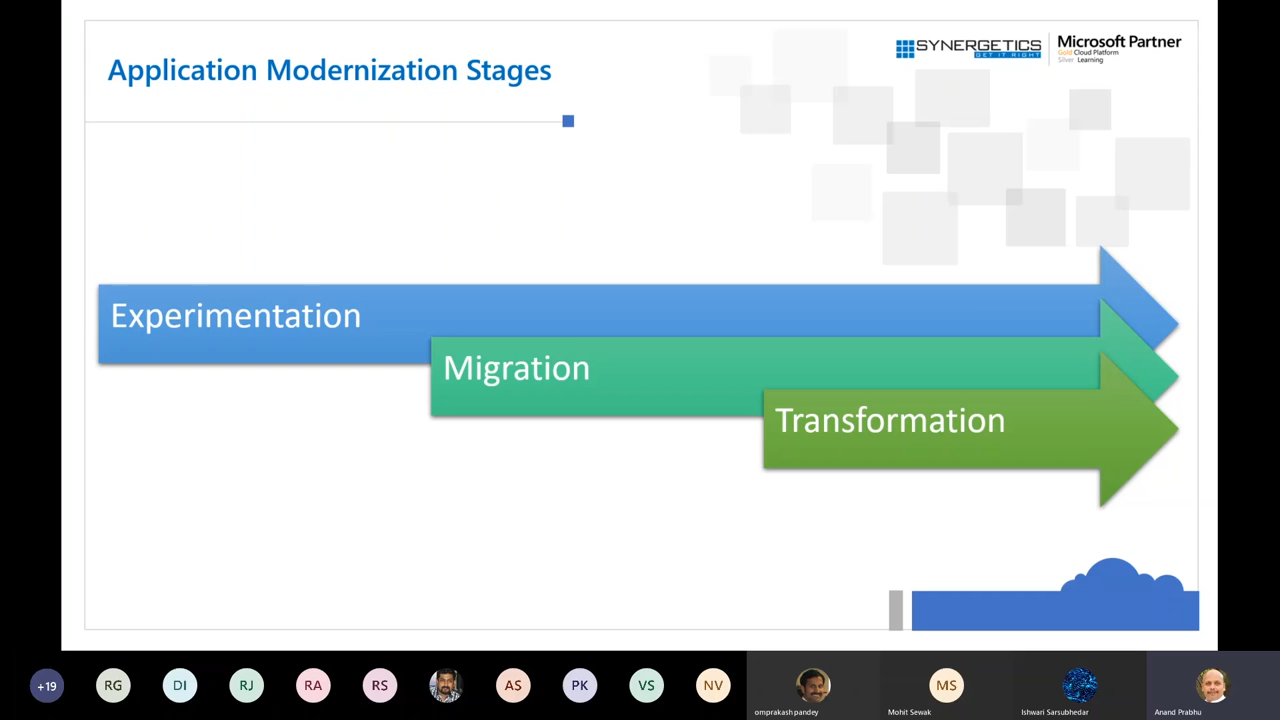 Application Modernization Stages
SYNERGETICS
GET IT RIGHT
Microsoft Partner
Gold Cloud Platform
Silver Learning
Experimentation
Migration
Transformation
+19
RG
DI
RJ
RA
RS
AS
PK
VS
NV
MS
omprakash pandey
Mohit Sewak
Ishwari Sarsubhedar
Anand Prabhu